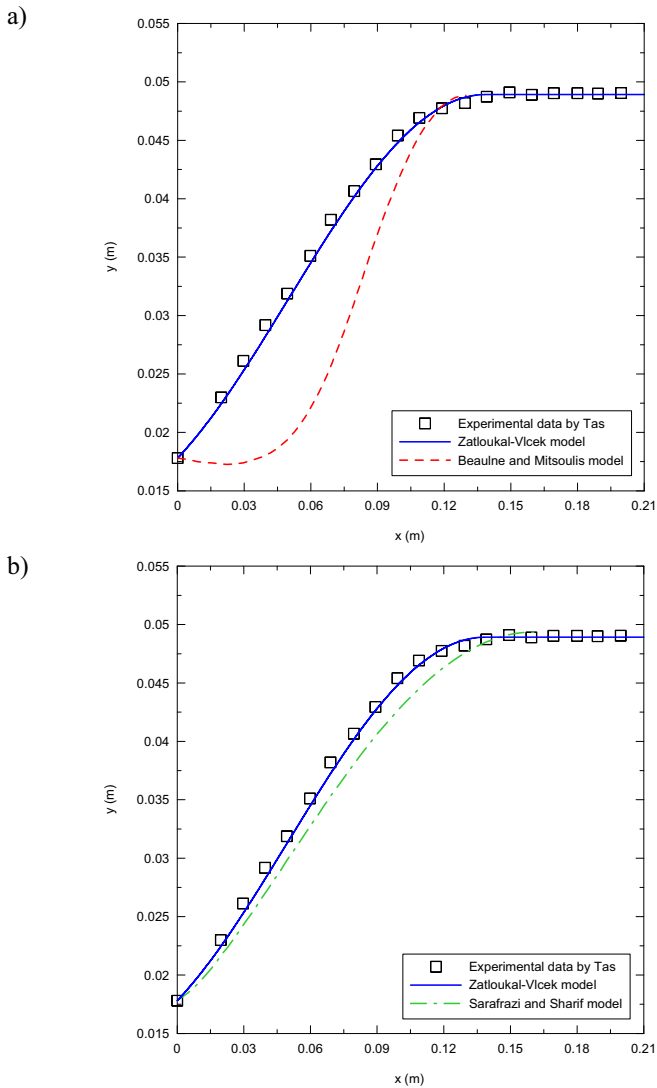 a)
0.055
0.05
0.045
0.04
0.035
0.03
0.025
0.02
0.015
y (m)
Experimental data by Tas
Zatloukal-Vlcek model
Beaulne and Mitsoulis model
0 0.03 0.06 0.09 0.12 0.15 0.18 0.21
x (m)
b)
0.055
0.05
0.045
0.04
0.035
0.03
0.025
0.02
0.015
y (m)
Experimental data by Tas
Zatloukal-Vlcek model
Sarafrazi and Sharif model
0 0.03 0.06 0.09 0.12 0.15 0.18 0.21
x (m)